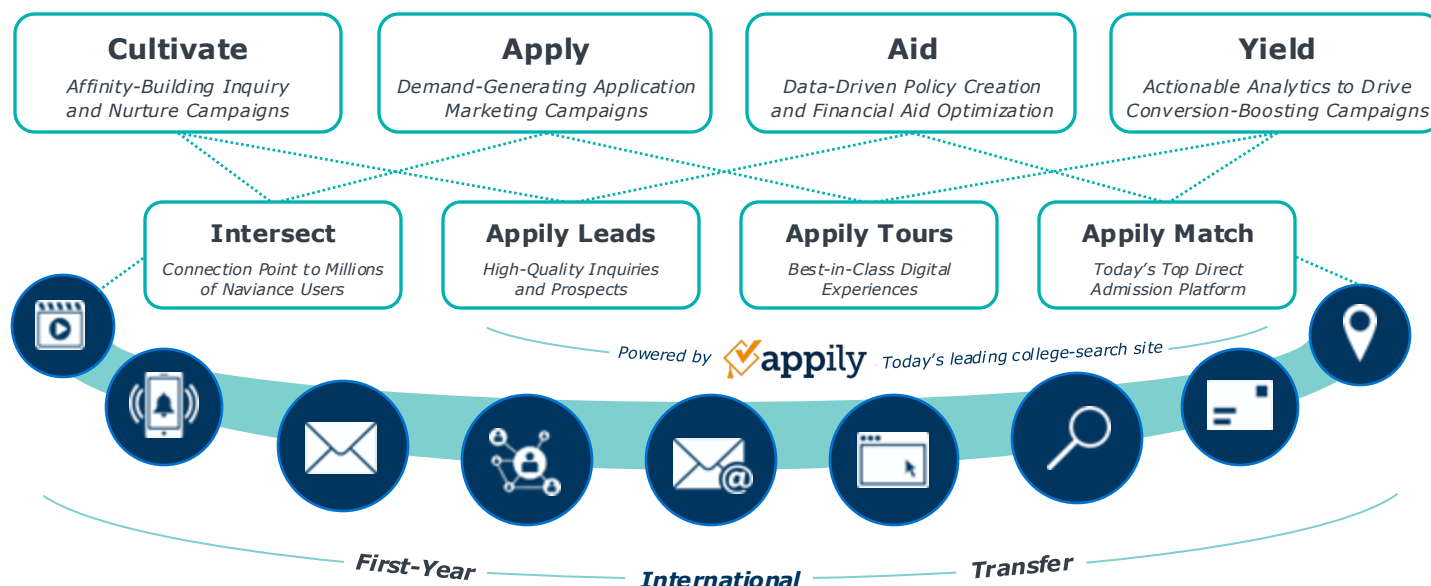 Cultivate
Affinity-Building Inquiry
and Nurture Campaigns
Apply
Demand-Generating Application
Marketing Campaigns
Aid
Data-Driven Policy Creation
and Financial Aid Optimization
Yield
Actionable Analytics to Drive
Conversion-Boosting Campaigns
Intersect
Connection Point to Millions
of Naviance Users
Appily Leads
High-Quality Inquiries
and Prospects
Appily Tours
Best-in-Class Digital
Experiences
Appily Match
Today's Top Direct
Admission Platform
Powered by appily Today's leading college-search site
@
First-Year
International
Transfer